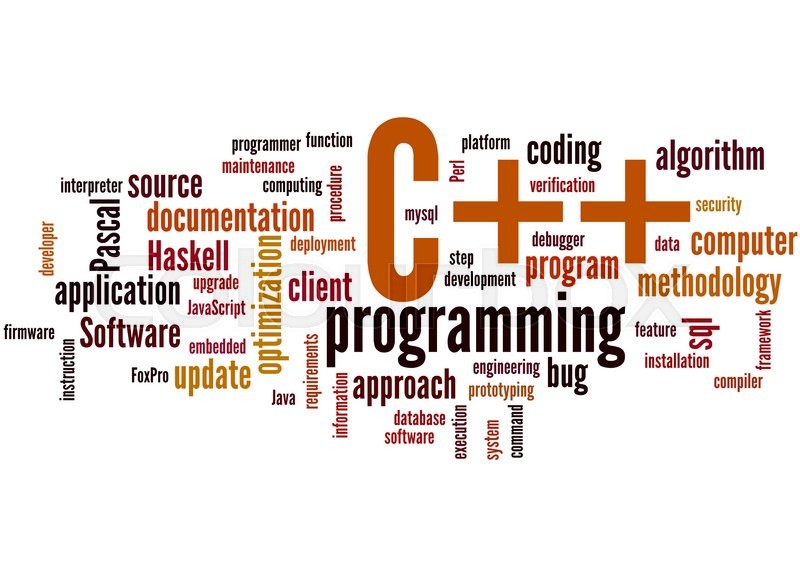 C++
programmer
function
platform
coding
algorithm
maintenance
interpreter
source
computing
procedure
Perl
verification
security
developer
Pascal
documentation
mysql
Haskell
optimization
deployment
debugger
data
computer
application
upgrade
client
step
development
program
methodology
JavaScript
programming
firmware
Software
embedded
feature
sql
framework
instruction
FoxPro
update
requirements
engineering
bug
installation
Java
information
approach
prototyping
compiler
database
software
execution
system
command
colourbox